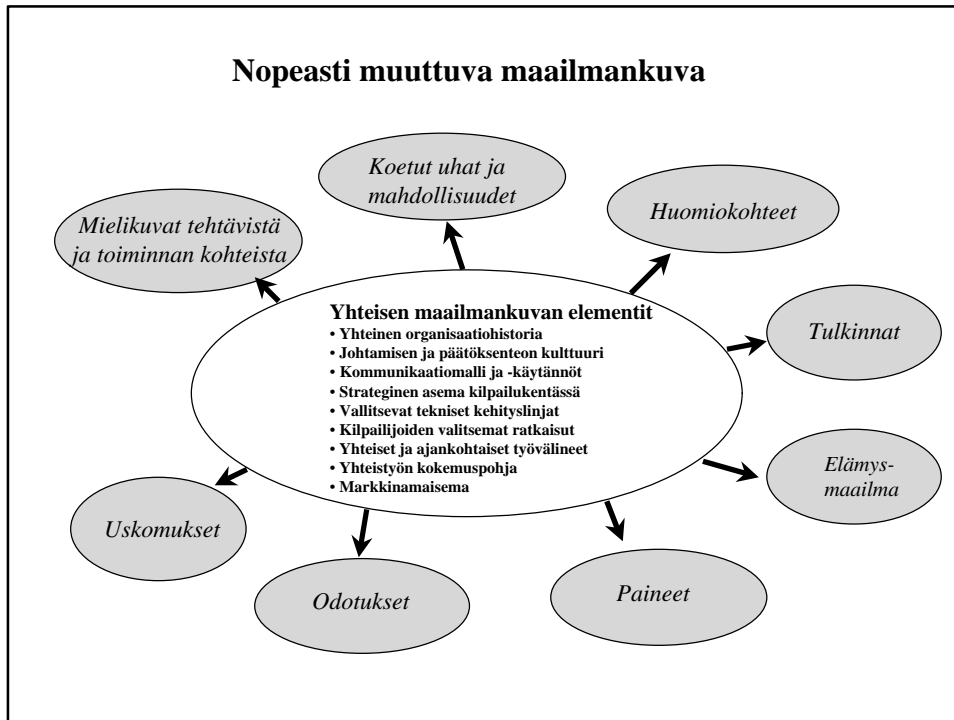 Nopeasti muuttuva maailmankuva
Koetut uhat ja
mahdollisuudet
Huomiokohteet
Mielikuvat tehtävistä
ja toiminnan kohteista
Yhteisen maailmankuvan elementit
• Yhteinen organisaatiohistoria
• Johtamisen ja päätöksenteon kulttuuri
• Kommunikaatiomalli ja -käytännöt
• Strateginen asema kilpailukentässä
• Vallitsevat tekniset kehityslinjat
• Kilpailijoiden valitsemat ratkaisut
• Yhteiset ja ajankohtaiset työvälineet
• Yhteistyön kokemuspohja
• Markkinamaisema
Tulkinnat
Elämys-
maailma
Uskomukset
Odotukset
Paineet